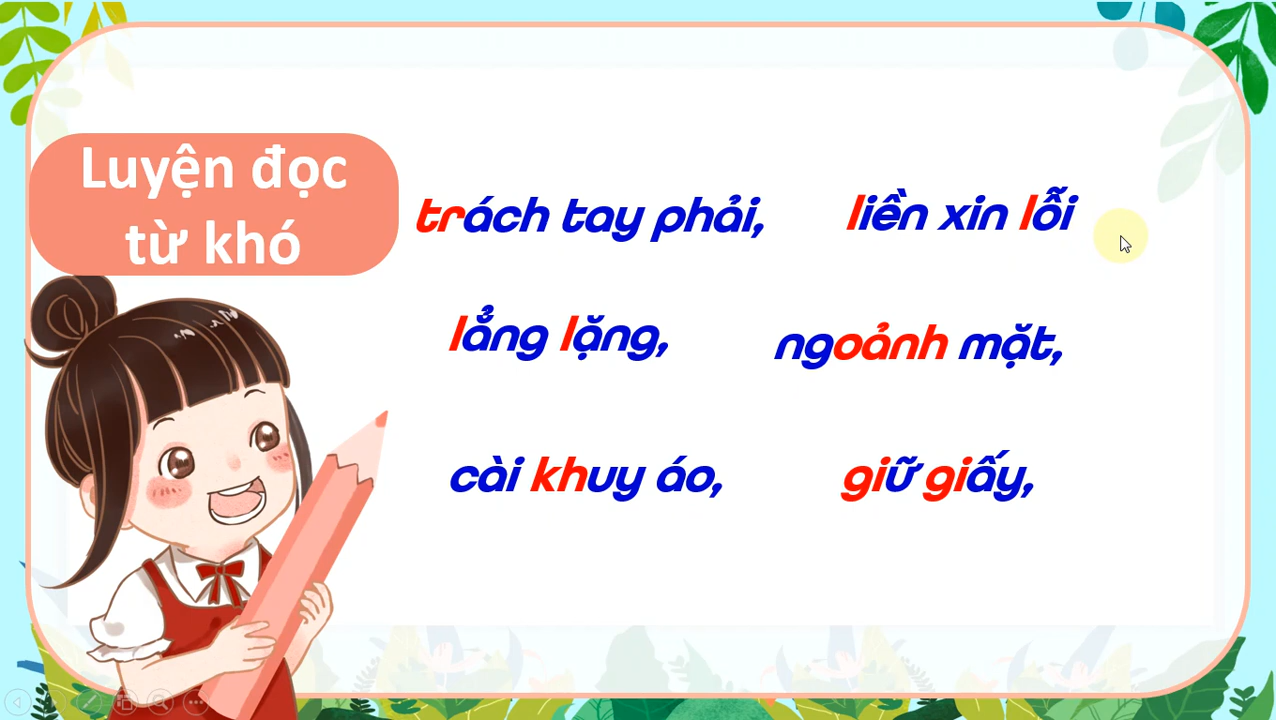 Luyện đọc
từ khó
trách tay phải, liền xin lỗi
lẳng lặng, ngoảnh mặt,
cài khuy áo, giữ giấy,